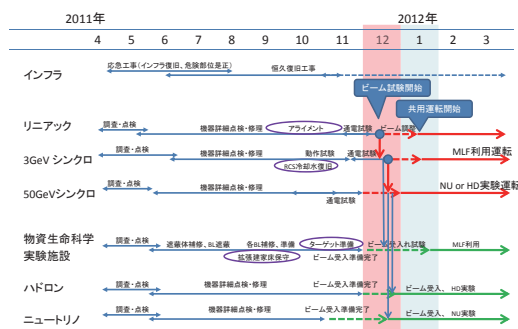 2011年 2012年
4 5 6 7 8 9 10 11 12 1 2 3
インフラ
応急工事(インフラ復旧、危険部位是正)
恒久復旧工事
ビーム試験開始
共用運転開始
リニアック
調査・点検
機器詳細点検・修理
アライメント
通電試験
ビーム調整
3GeV シンクロ
調査・点検
機器詳細点検・修理
動作試験
通電試験
MLF利用運転
RCS冷却水復旧
50GeVシンクロ
調査・点検
機器詳細点検・修理
通電試験
NU or HD実験運転
物資生命科学
実験施設
調査・点検
遮蔽体補修、BL遮蔽
各BL補修、準備
ターゲット準備
ビーム受入れ試験
MLF利用
拡張建家床保守
ビーム受入準備完了
ハドロン
調査・点検
機器詳細点検・修理
ビーム受入準備完了
ビーム受入、 HD実験
ニュートリノ
調査・点検
機器詳細点検・修理
ビーム受入準備完了
ビーム受入、 NU実験